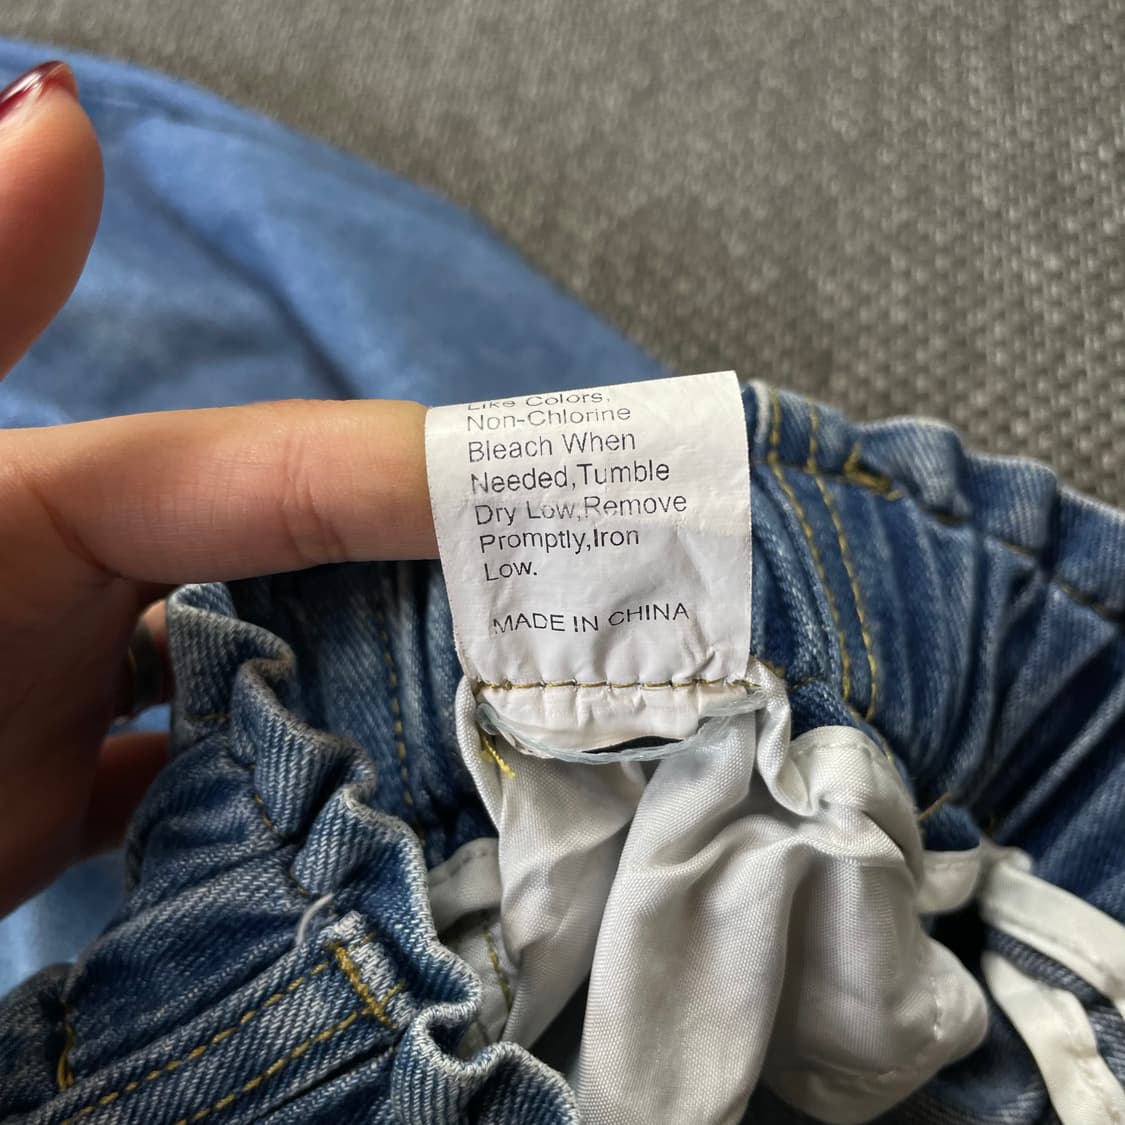 Like Colors,
Non-Chlorine
Bleach When
Needed,Tumble
Dry Low,Remove
Promptly,Iron
Low.
MADE IN CHINA